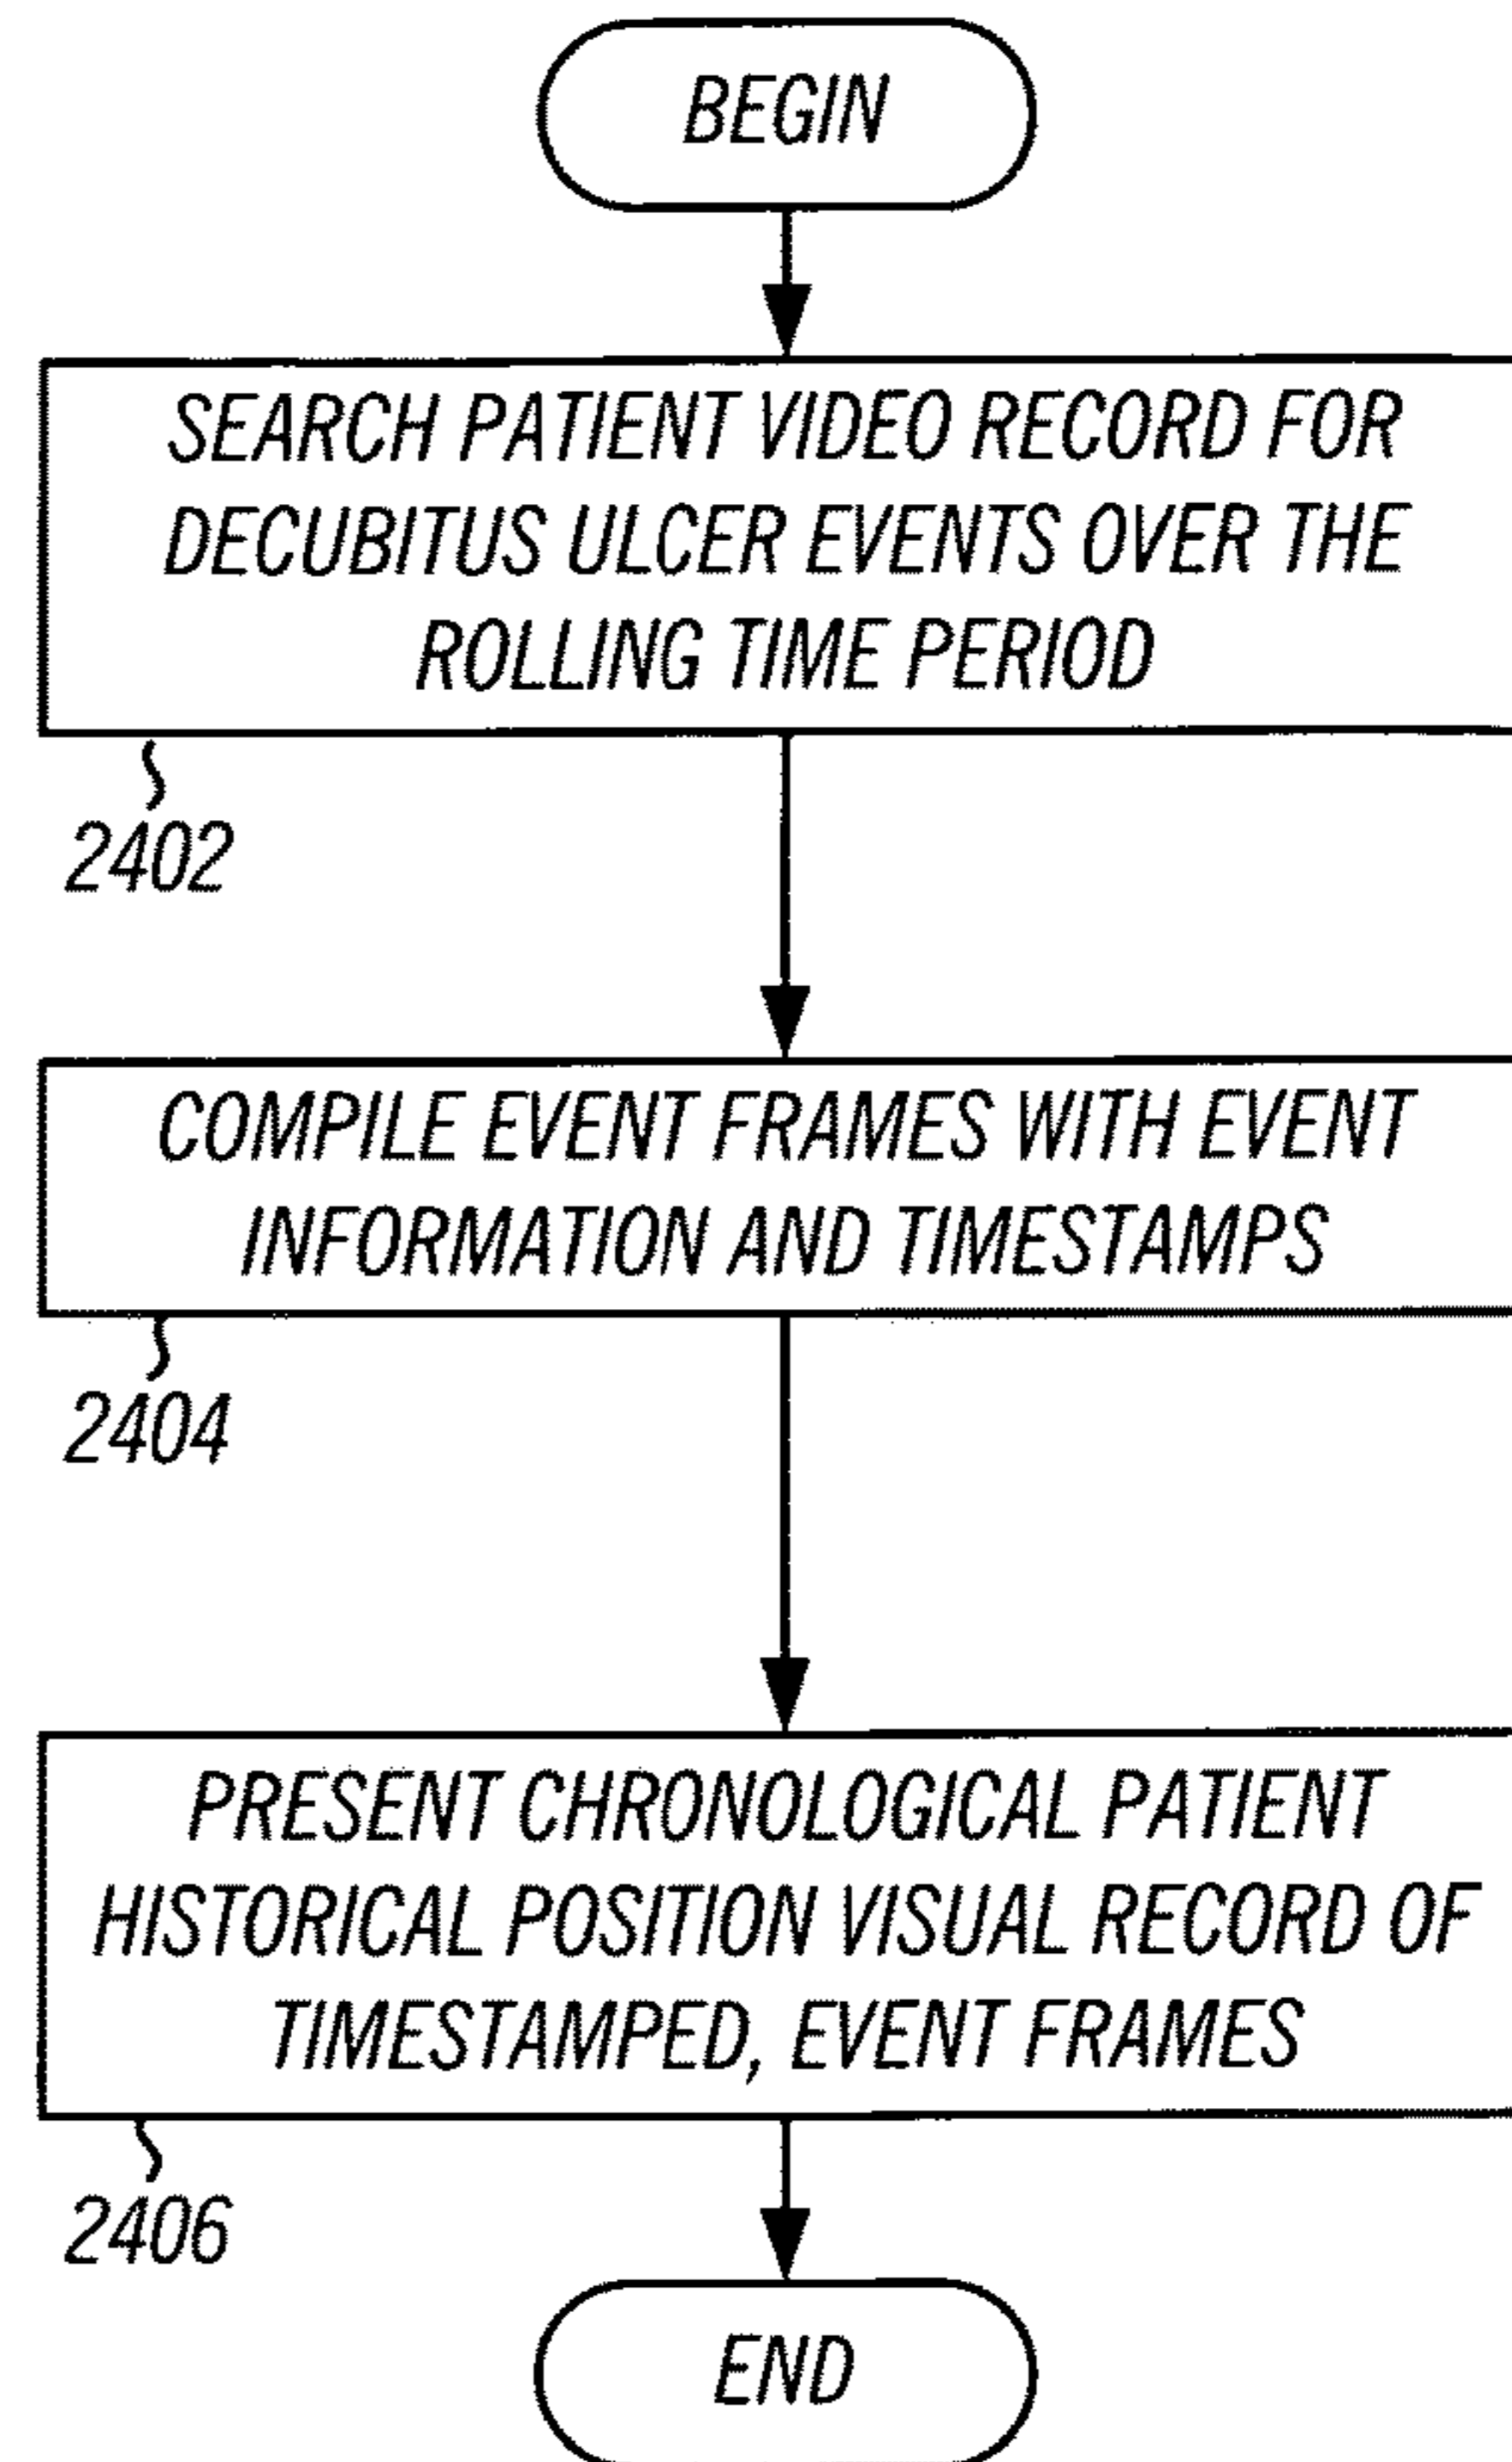 BEGIN
SEARCH PATIENT VIDEO RECORD FOR
DECUBITUS ULCER EVENTS OVER THE
ROLLING TIME PERIOD
2402
COMPILE EVENT FRAMES WITH EVENT
INFORMATION AND TIMESTAMPS
2404
PRESENT CHRONOLOGICAL PATIENT
HISTORICAL POSITION VISUAL RECORD OF
TIMESTAMPED, EVENT FRAMES
2406
END